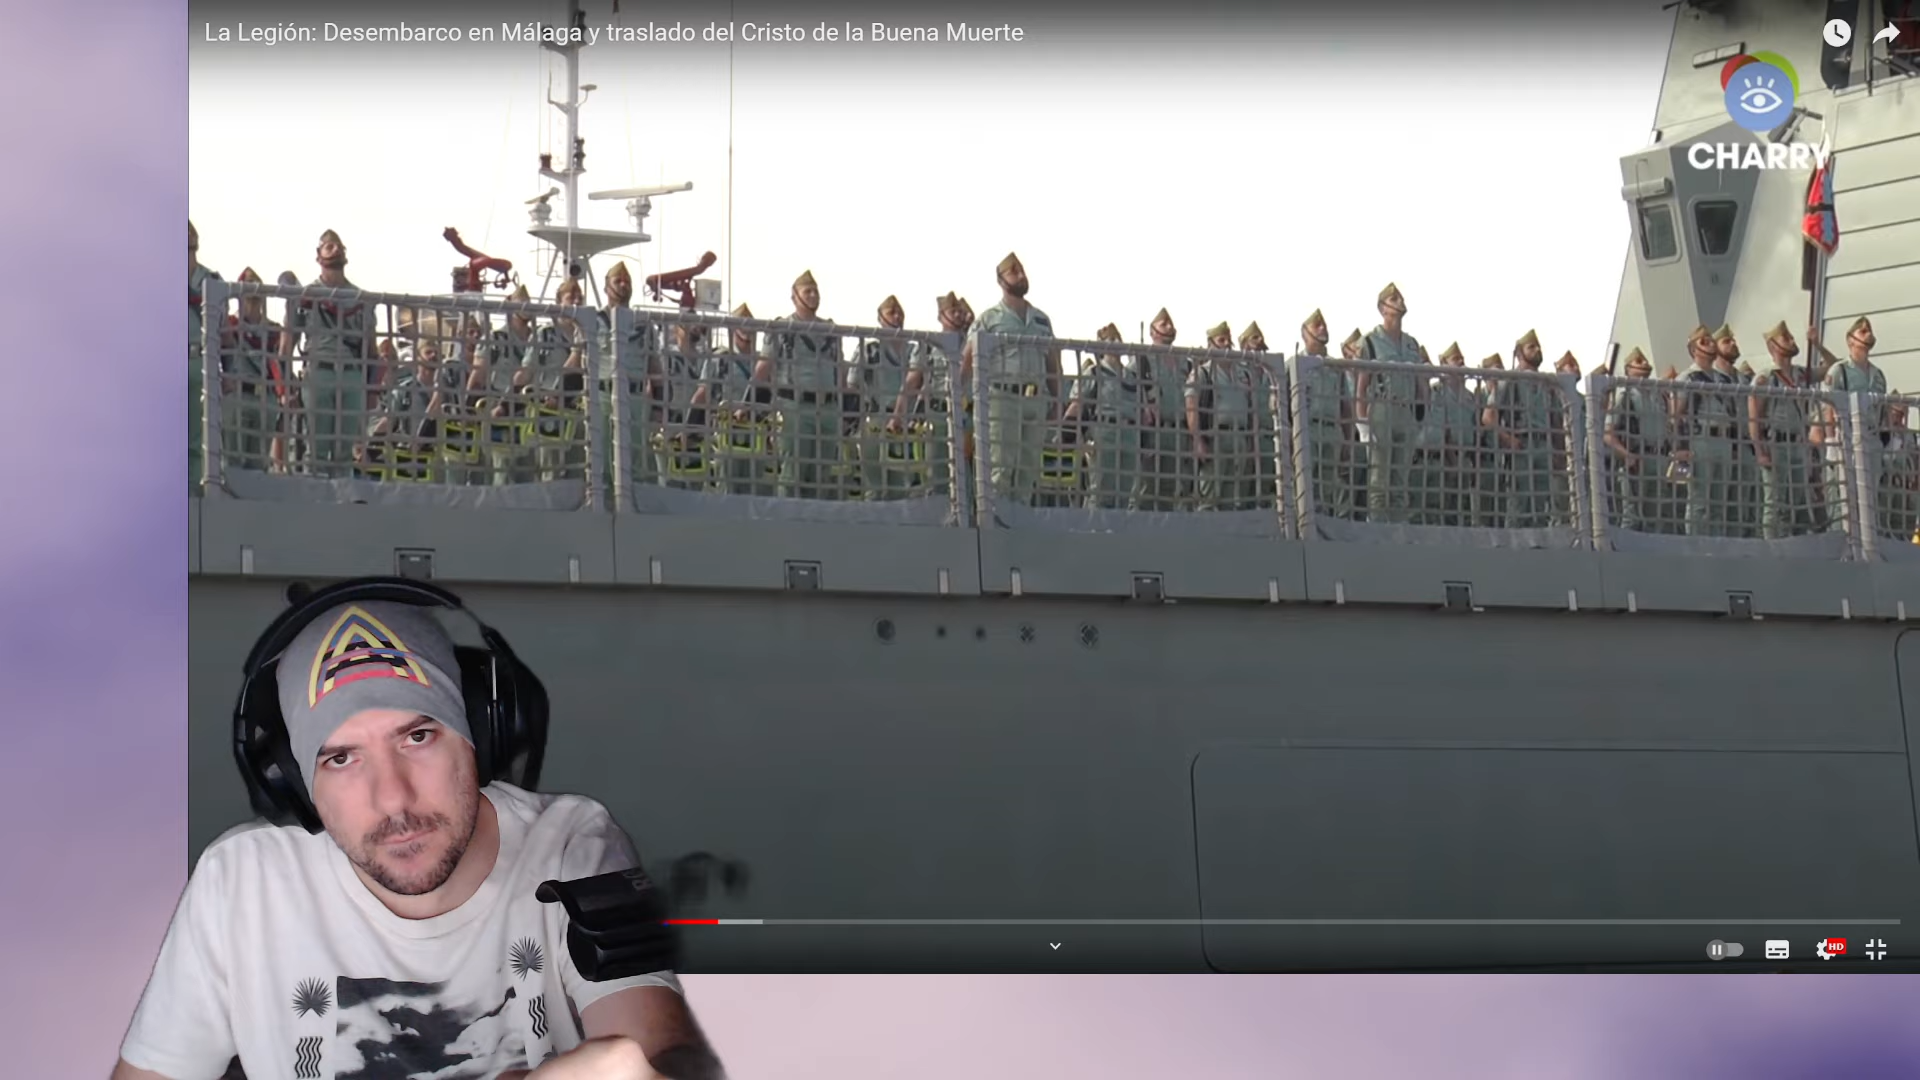 La Legión: Desembarco en Málaga y traslado del Cristo de la Buena Muerte
CHARRY
HD